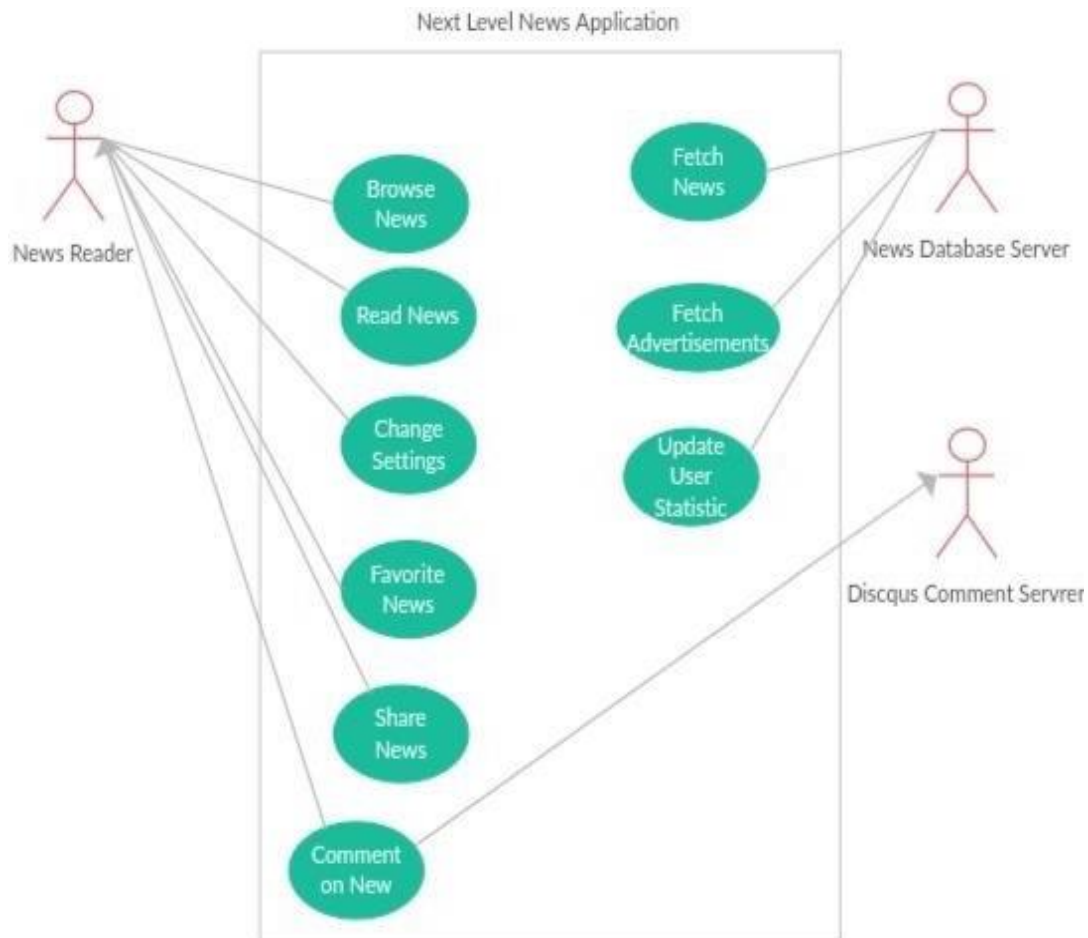 Next Level News Application
News Reader
Browse
News
Read News
Change
Settings
Favorite
News
Share
News
Comment
on New
Fetch
News
Fetch
Advertisements
Update
User
Statistic
News Database Server
Discqus Comment Servrer